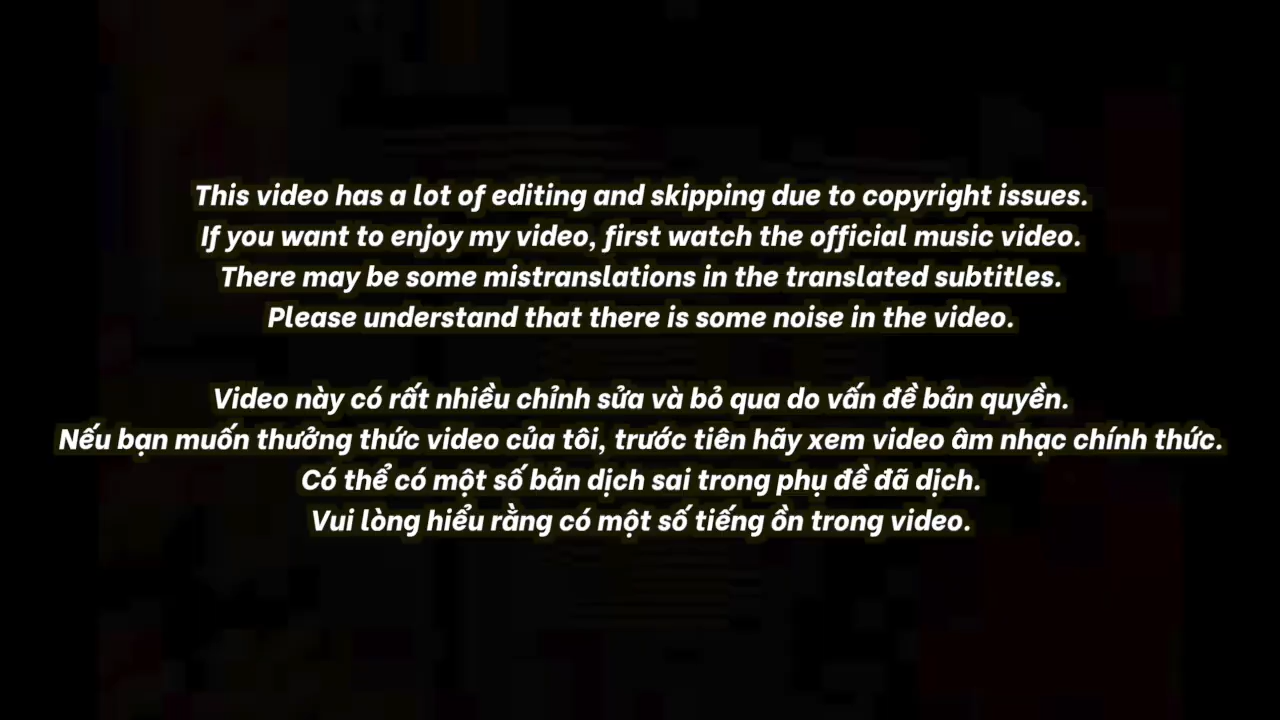 This video has a lot of editing and skipping due to copyright issues.
If you want to enjoy my video, first watch the official music video.
There may be some mistranslations in the translated subtitles.
Please understand that there is some noise in the video.
Video này có rất nhiều chỉnh sửa và bỏ qua do vấn đề bản quyền.
Nếu bạn muốn thưởng thức video của tôi, trước tiên hãy xem video âm nhạc chính thức.
Có thể có một số bản dịch sai trong phụ đề đã dịch.
Vui lòng hiểu rằng có một số tiếng ồn trong video.